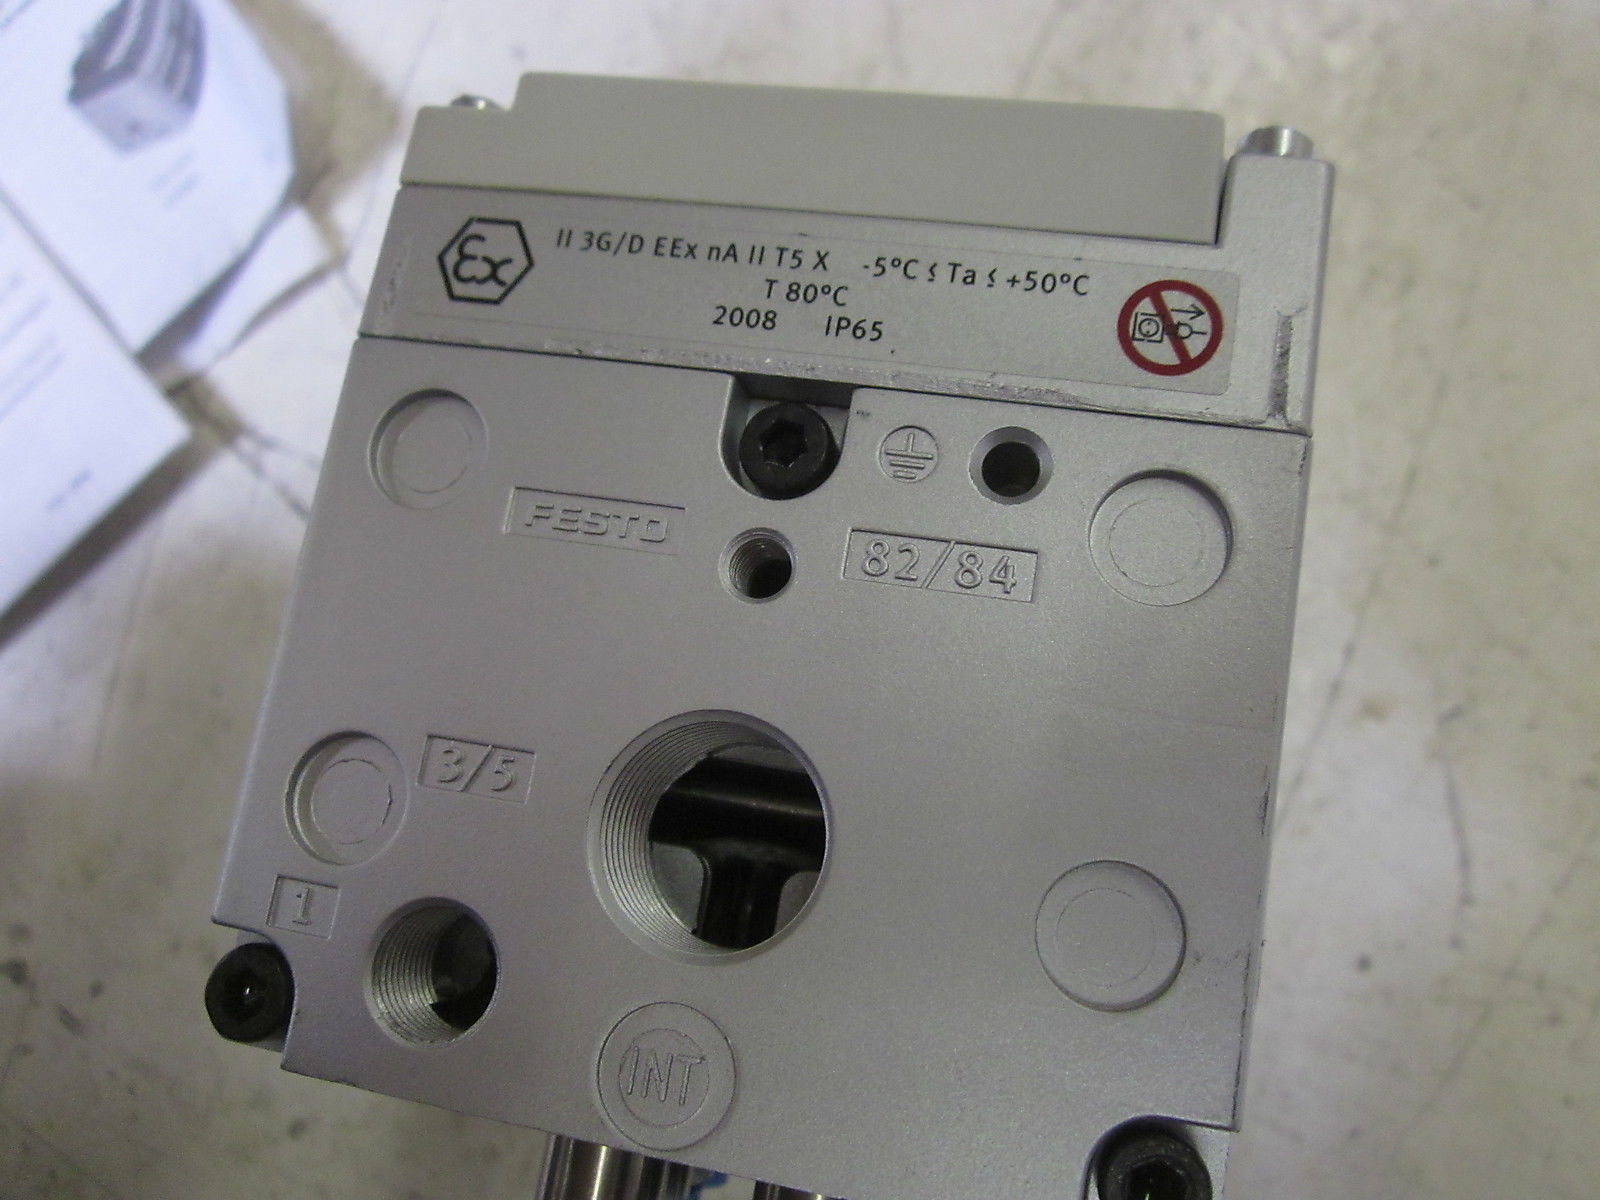 Ex II 3G/D EEx nA II T5 X -5°C ≤ Ta ≤ +50°C
T 80°C
2008 IP65
FESTO
82/84
3/5
1
INT